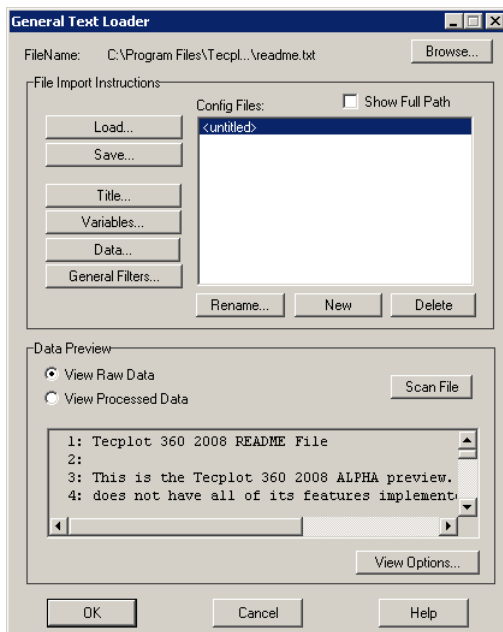 General Text Loader
FileName: C:\Program Files\Tecpl...\readme.txt Browse...
File Import Instructions
Config Files: Show Full Path
Load...
<untitled>
Save...
Title...
Variables...
Data...
General Filters...
Rename... New Delete
Data Preview
View Raw Data
Scan File
View Processed Data
1: Tecplot 360 2008 README File
2:
3: This is the Tecplot 360 2008 ALPHA preview.
4: does not have all of its features implement
View Options...
OK Cancel Help